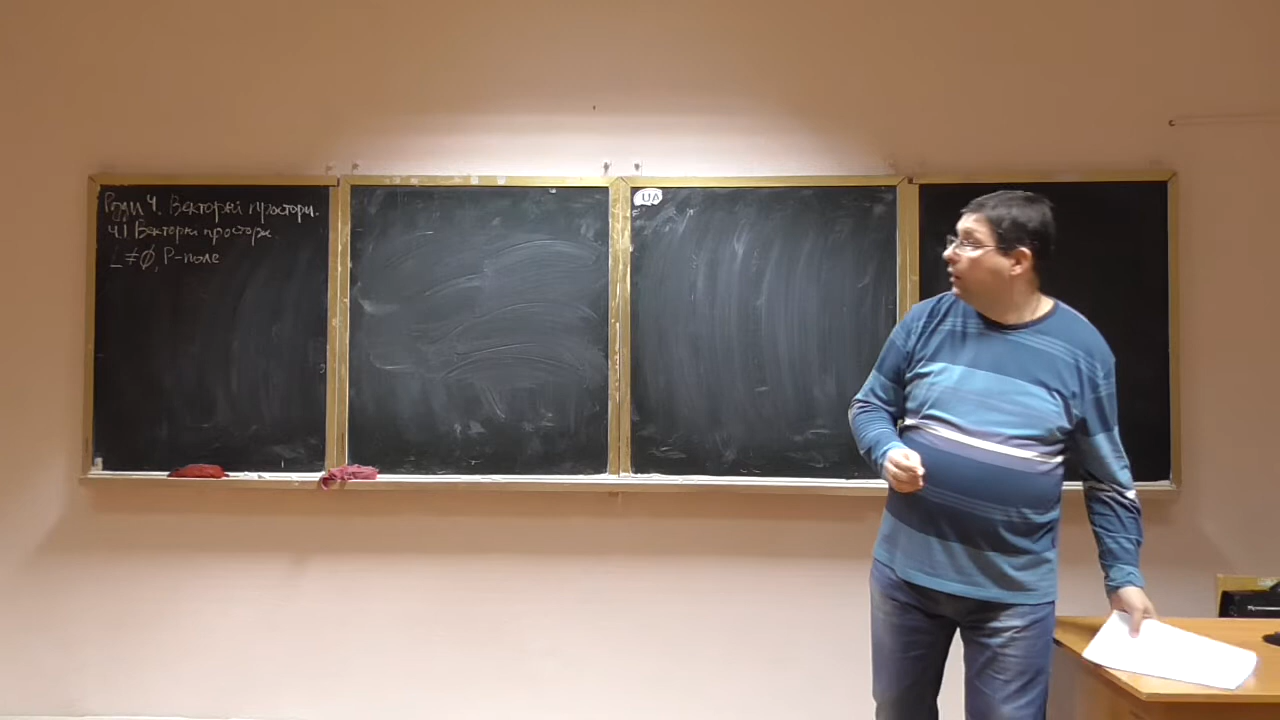 Розділ 4. Векторні простори.
4.1 Векторні простори.
L ≠ ∅, P-поле
UA